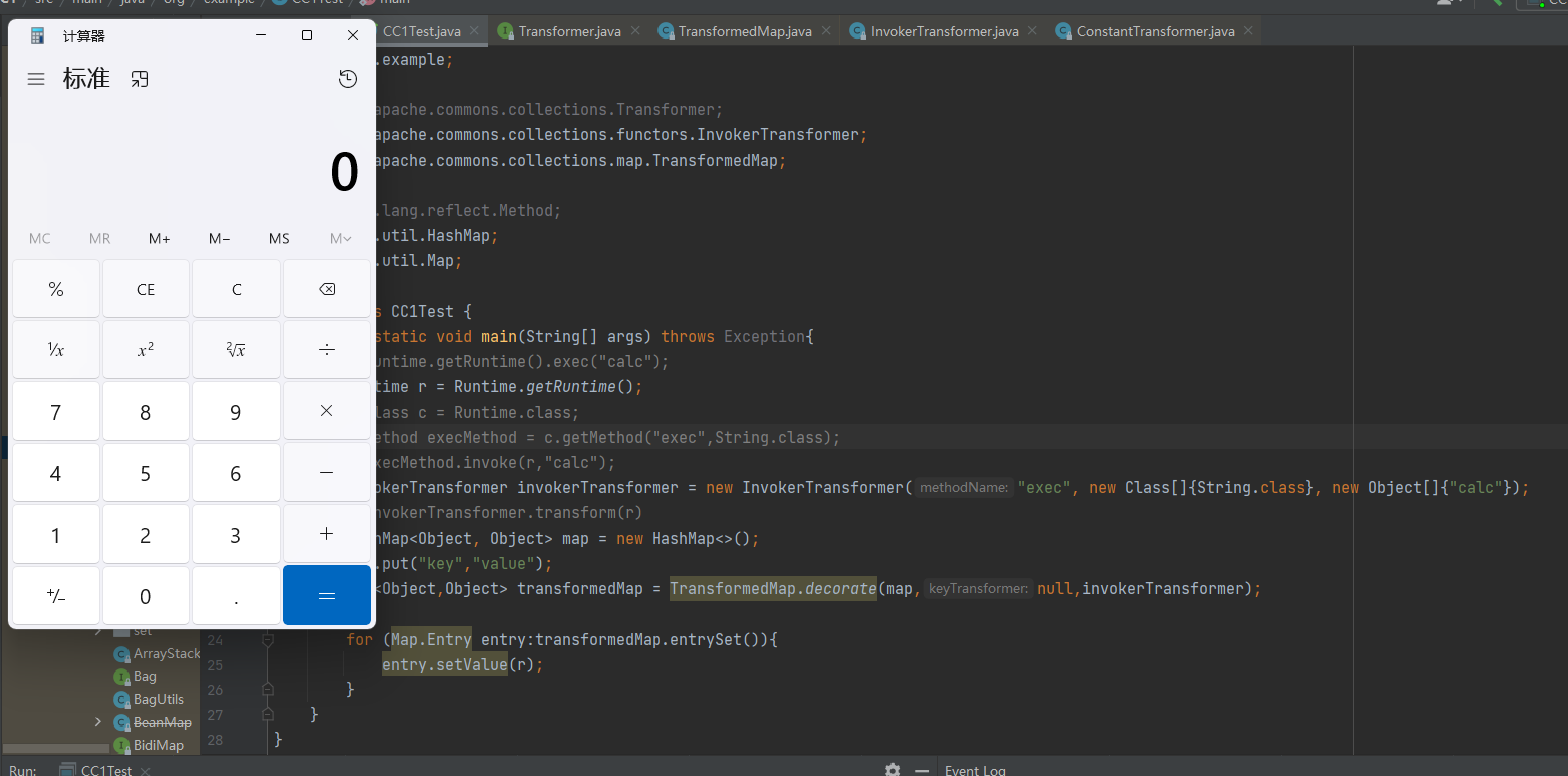 src / main / java / org / example / CC1Test / main
计算器
CC1Test.java Transformer.java TransformedMap.java InvokerTransformer.java ConstantTransformer.java
标准
0
MC MR M+ M− MS M
% CE C
¹/x x² ²√x ÷
7 8 9 ×
4 5 6 −
1 2 3 +
+/− 0 . =
.example;
apache.commons.collections.Transformer;
apache.commons.collections.functors.InvokerTransformer;
apache.commons.collections.map.TransformedMap;
.lang.reflect.Method;
.util.HashMap;
.util.Map;
s CC1Test {
static void main(String[] args) throws Exception{
untime.getRuntime().exec("calc");
time r = Runtime.getRuntime();
lass c = Runtime.class;
ethod execMethod = c.getMethod("exec",String.class);
xecMethod.invoke(r,"calc");
okerTransformer invokerTransformer = new InvokerTransformer( methodName: "exec", new Class[]{String.class}, new Object[]{"calc"});
nvokerTransformer.transform(r)
hMap<Object, Object> map = new HashMap<>();
.put("key","value");
<Object,Object> transformedMap = TransformedMap.decorate(map, keyTransformer: null,invokerTransformer);
24 for (Map.Entry entry:transformedMap.entrySet()){
25 entry.setValue(r);
26 }
27 }
28 }
set
ArrayStack
Bag
BagUtils
BeanMap
BidiMap
Run: CC1Test Event Log